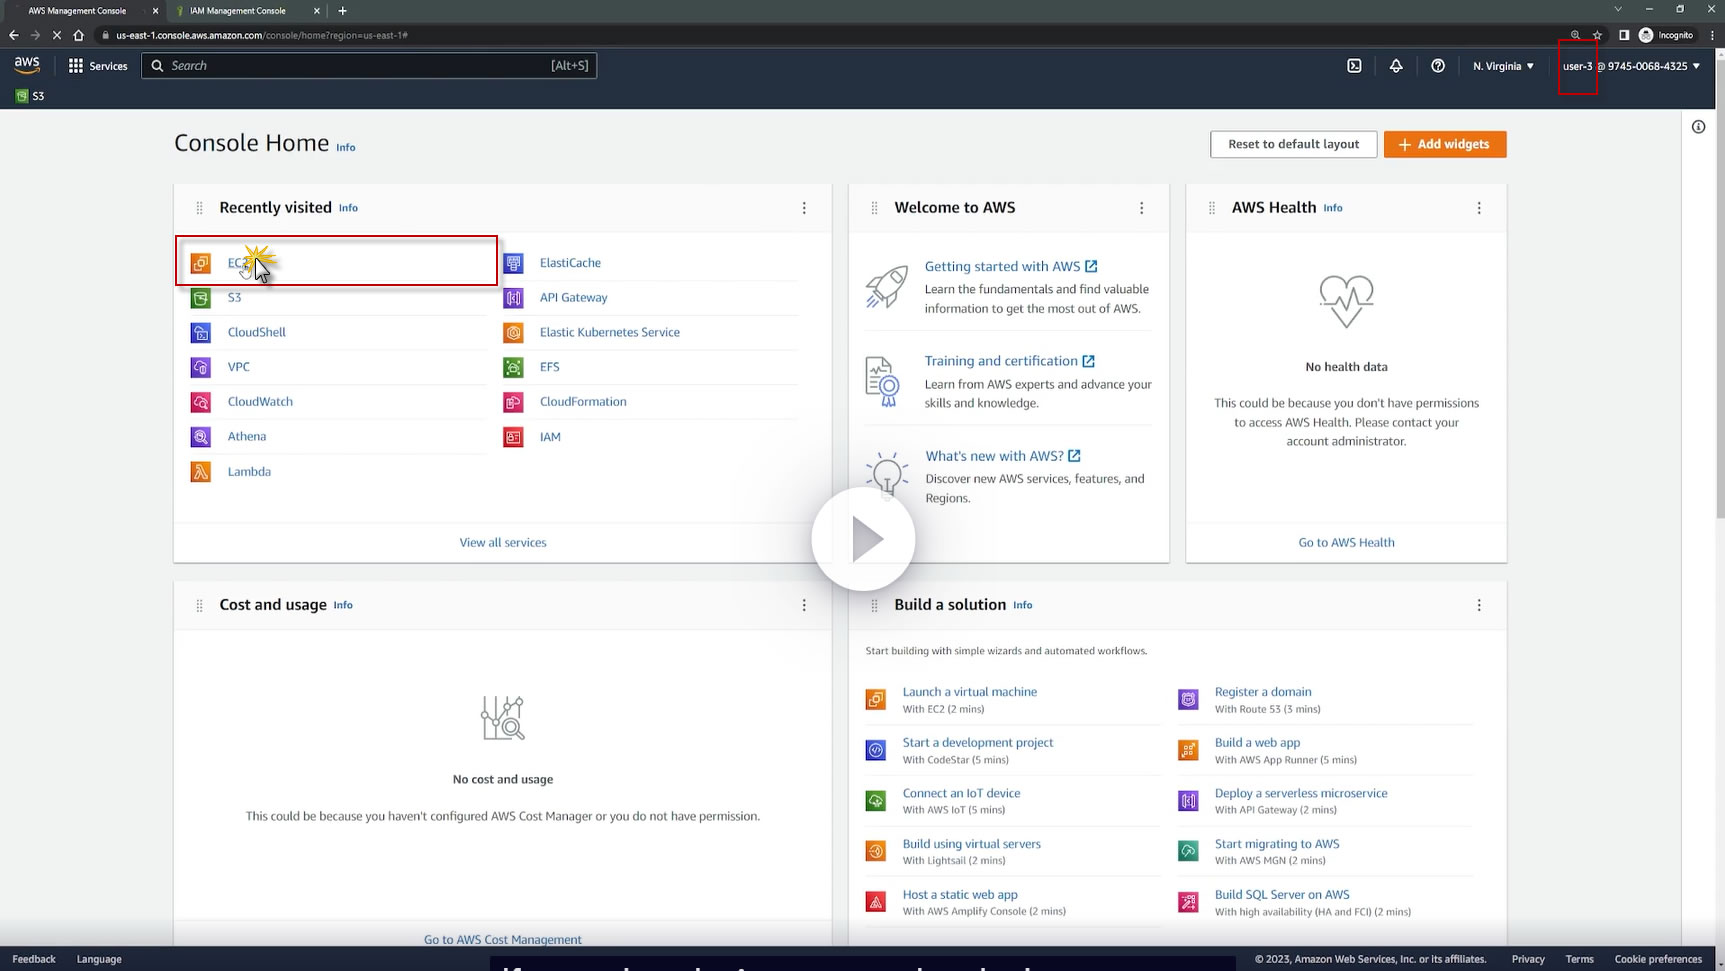 AWS Management Console
IAM Management Console
us-east-1.console.aws.amazon.com/console/home?region=us-east-1#
Incognito
aws
Services
Search
[Alt+S]
N. Virginia
user-3 @ 9745-0068-4325
S3
Console Home Info
Reset to default layout
Add widgets
Recently visited Info
S3
CloudShell
VPC
CloudWatch
Athena
Lambda
ElastiCache
API Gateway
Elastic Kubernetes Service
EFS
CloudFormation
IAM
View all services
Welcome to AWS
Getting started with AWS
Learn the fundamentals and find valuable
information to get the most out of AWS.
Training and certification
Learn from AWS experts and advance your
skills and knowledge.
What's new with AWS?
Discover new AWS services, features, and
Regions.
AWS Health Info
No health data
This could be because you don't have permissions
to access AWS Health. Please contact your
account administrator.
Go to AWS Health
Cost and usage Info
No cost and usage
This could be because you haven't configured AWS Cost Manager or you do not have permission.
Go to AWS Cost Management
Build a solution Info
Start building with simple wizards and automated workflows.
Launch a virtual machine
With EC2 (2 mins)
Start a development project
With CodeStar (5 mins)
Connect an IoT device
With AWS IoT (5 mins)
Build using virtual servers
With Lightsail (2 mins)
Host a static web app
With AWS Amplify Console (2 mins)
Register a domain
With Route 53 (3 mins)
Build a web app
With AWS App Runner (5 mins)
Deploy a serverless microservice
With API Gateway (2 mins)
Start migrating to AWS
With AWS MGN (2 mins)
Build SQL Server on AWS
With high availability (HA and FCI) (2 mins)
Feedback
Language
© 2023, Amazon Web Services, Inc. or its affiliates.
Privacy
Terms
Cookie preferences